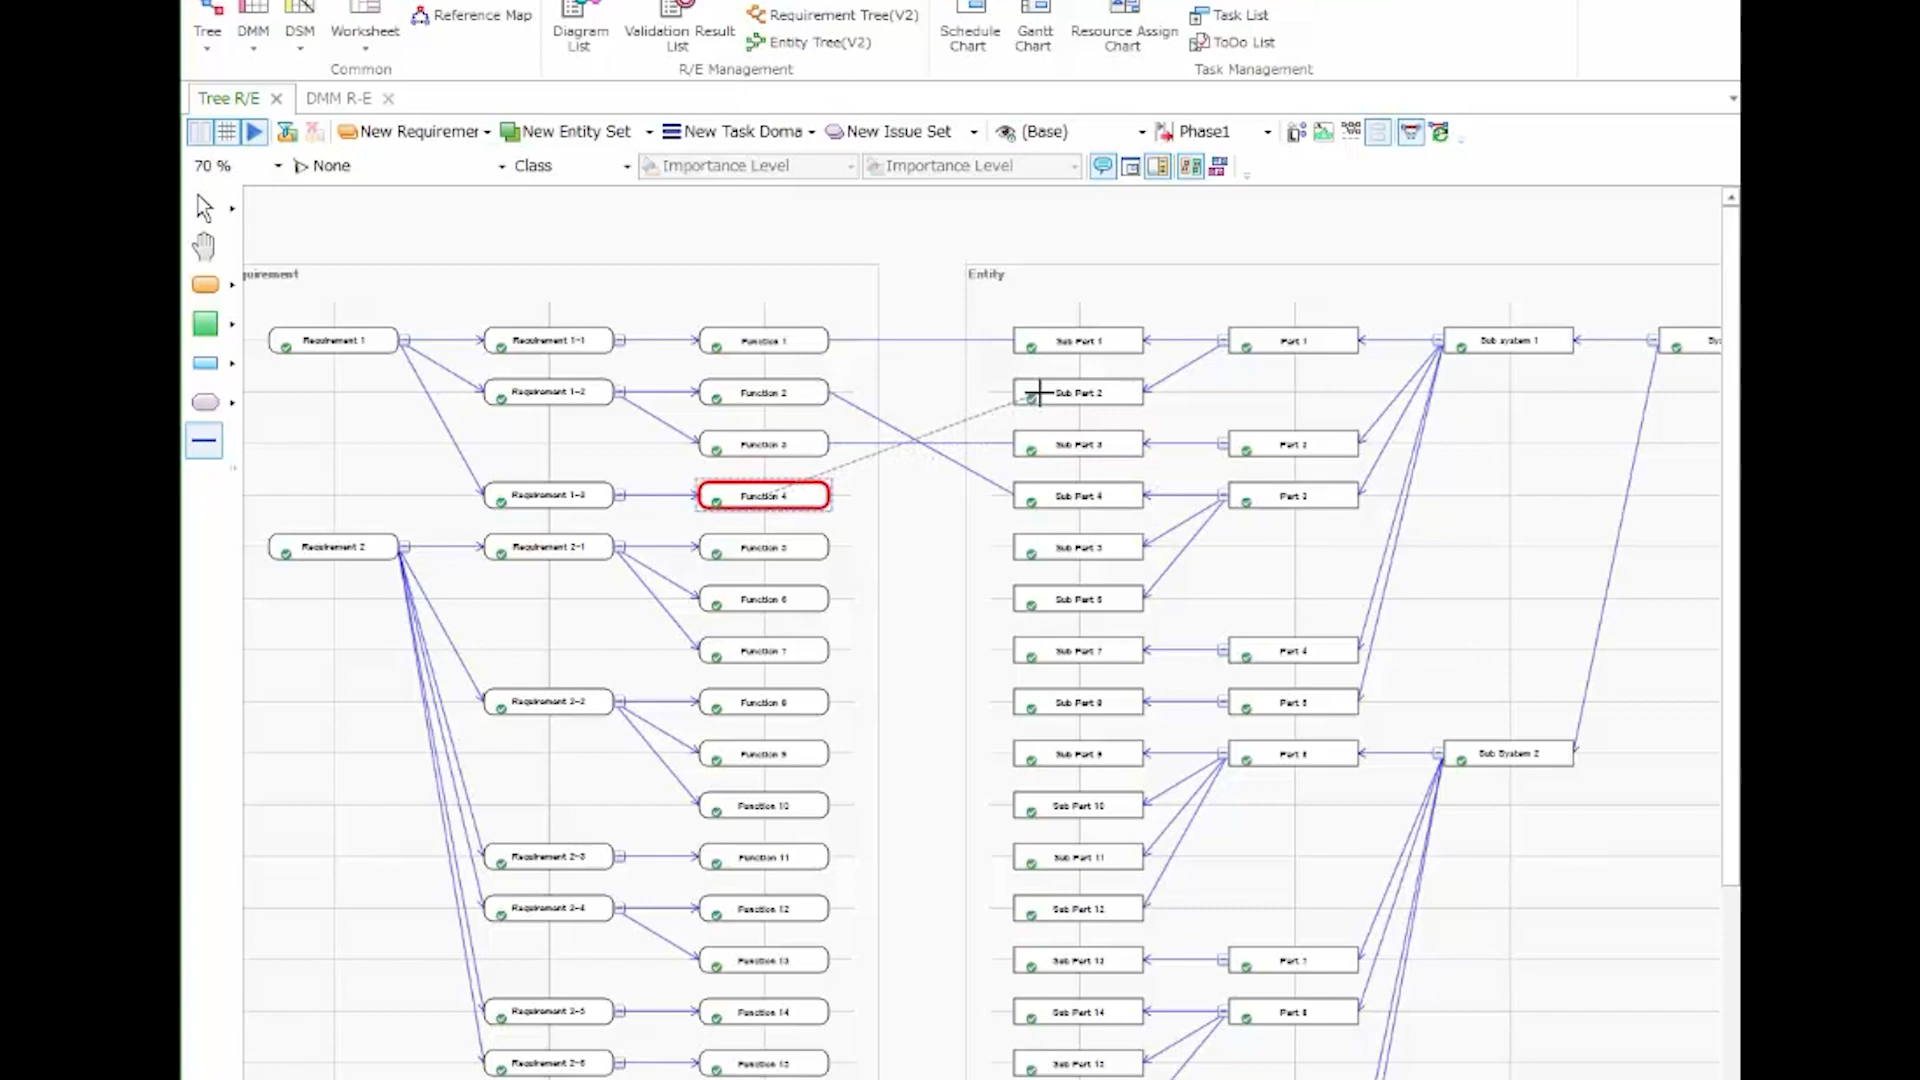 Tree
DMM
DSM
Worksheet
Reference Map
Common
Diagram List
Validation Result List
Requirement Tree(V2)
Entity Tree(V2)
R/E Management
Schedule Chart
Gantt Chart
Resource Assign Chart
Task List
ToDo List
Task Management
Tree R/E
DMM R-E
New Requiremer
New Entity Set
New Task Doma
New Issue Set
(Base)
Phase1
70 %
None
Class
Importance Level
Importance Level
quirement
Entity
Requirement 1
Requirement 1-1
Function 1
Sub Part 1
Part 1
Sub system 1
Sy
Requirement 1-2
Function 2
Sub Part 2
Function 3
Sub Part 3
Part 2
Requirement 1-3
Function 4
Sub Part 4
Part 3
Requirement 2
Requirement 2-1
Function 5
Sub Part 5
Function 6
Sub Part 6
Function 7
Sub Part 7
Part 4
Requirement 2-2
Function 8
Sub Part 8
Part 5
Function 9
Sub Part 9
Part 6
Sub System 2
Function 10
Sub Part 10
Requirement 2-3
Function 11
Sub Part 11
Requirement 2-4
Function 12
Sub Part 12
Function 13
Sub Part 13
Part 7
Requirement 2-5
Function 14
Sub Part 14
Part 8
Requirement 2-6
Function 15
Sub Part 15